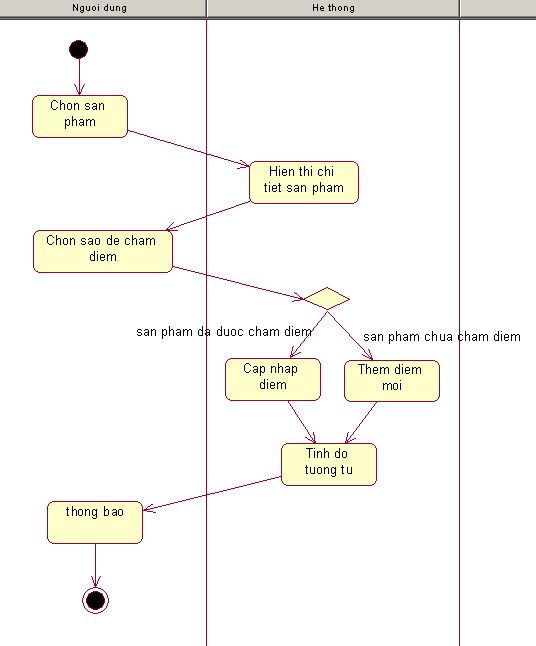 Nguoi dung
He thong
Chon san
pham
Hien thi chi
tiet san pham
Chon sao de cham
diem
san pham da duoc cham diem
san pham chua cham diem
Cap nhap
diem
Them diem
moi
Tinh do
tuong tu
thong bao